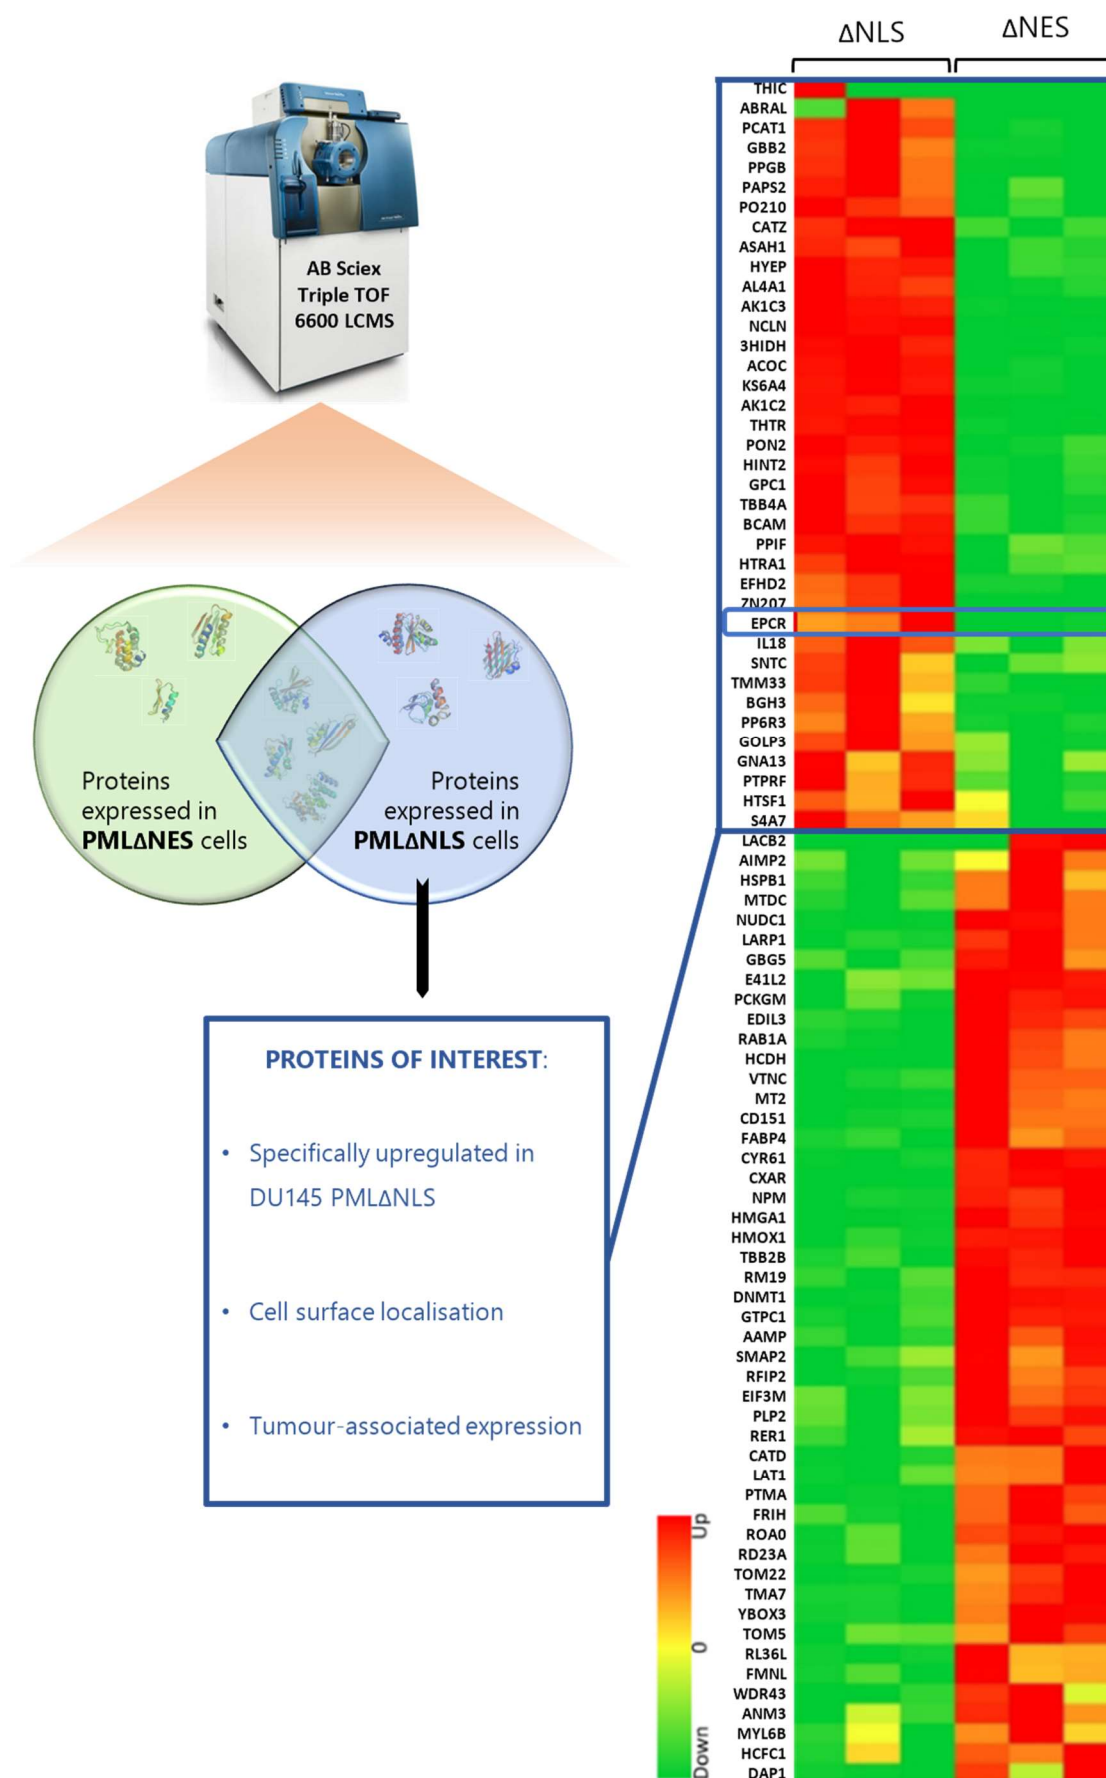 ΔNLS
ΔNES
AB Sciex
Triple TOF
6600 LCMS
Proteins
expressed in
PMLΔNES cells
Proteins
expressed in
PMLΔNLS cells
PROTEINS OF INTEREST:
• Specifically upregulated in
DU145 PMLΔNLS
• Cell surface localisation
• Tumour-associated expression
THIC
ABRAL
PCAT1
GBB2
PPGB
PAPS2
PO210
CATZ
ASAH1
HYEP
AL4A1
AK1C3
NCLN
3HIDH
ACOC
KS6A4
AK1C2
THTR
PON2
HINT2
GPC1
TBB4A
BCAM
PPIF
HTRA1
EFHD2
ZN207
EPCR
IL18
SNTC
TMM33
BGH3
PP6R3
GOLP3
GNA13
PTPRF
HTSF1
S4A7
LACB2
AIMP2
HSPB1
MTDC
NUDC1
LARP1
GBG5
E41L2
PCKGM
EDIL3
RAB1A
HCDH
VTNC
MT2
CD151
FABP4
CYR61
CXAR
NPM
HMGA1
HMOX1
TBB2B
RM19
DNMT1
GTPC1
AAMP
SMAP2
RFIP2
EIF3M
PLP2
RER1
CATD
LAT1
PTMA
FRIH
ROA0
RD23A
TOM22
TMA7
YBOX3
TOM5
RL36L
FMNL
WDR43
ANM3
MYL6B
HCFC1
DAP1
Up
0
Down